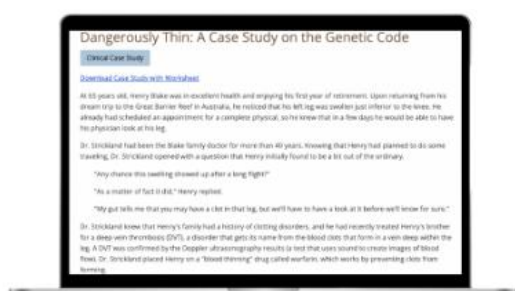 Dangerously Thin: A Case Study on the Genetic Code
Clinical Case Study
Download Case Study with Worksheet
At 65 years old, Henry Blake was in excellent health and enjoying his first year of retirement. Upon returning from his
dream trip to the Great Barrier Reef in Australia, he noticed that his left leg was swollen just inferior to the knee. He
already had scheduled an appointment for a complete physical, so he knew that in a few days he would be able to have
his physician look at his leg.
Dr. Strickland had been the Blake family doctor for more than 40 years. Knowing that Henry had planned to do some
traveling, Dr. Strickland opened with a question that Henry initially found to be a bit out of the ordinary.
"Any chance this swelling showed up after a long flight?"
"As a matter of fact it did," Henry replied.
"My gut tells me that you may have a clot in that leg, but we'll have to have a look at it before we'll know for sure."
Dr. Strickland knew that Henry's family had a history of clotting disorders, and he had recently treated Henry's brother
for a deep vein thrombosis (DVT), a disorder that gets its name from the blood clots that form in a vein deep within the
leg. A DVT was confirmed by the Doppler ultrasonography results (a test that uses sound to create images of blood
flow). Dr. Strickland placed Henry on a "blood thinning" drug called warfarin, which works by preventing clots from
forming.